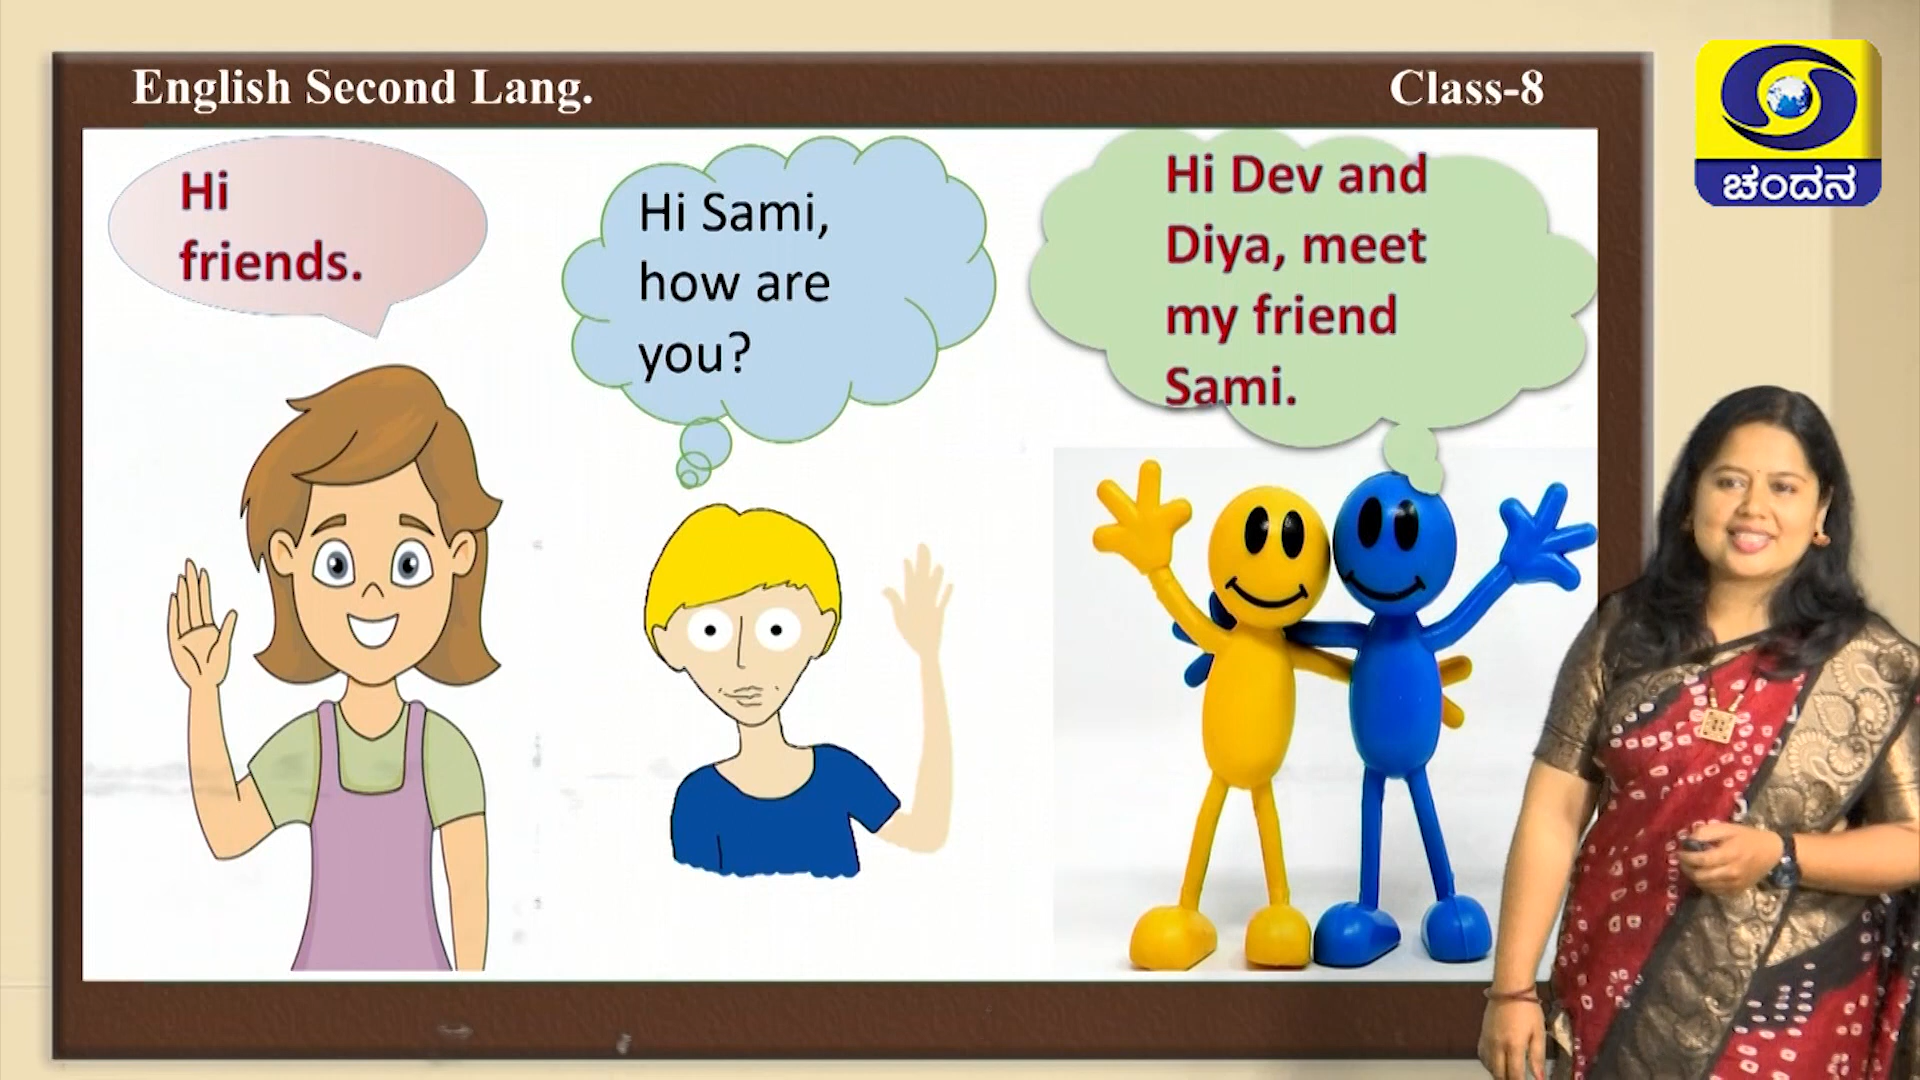 English Second Lang.
Class-8
Hi
friends.
Hi Sami,
how are
you?
Hi Dev and
Diya, meet
my friend
Sami.
ಚಂದನ